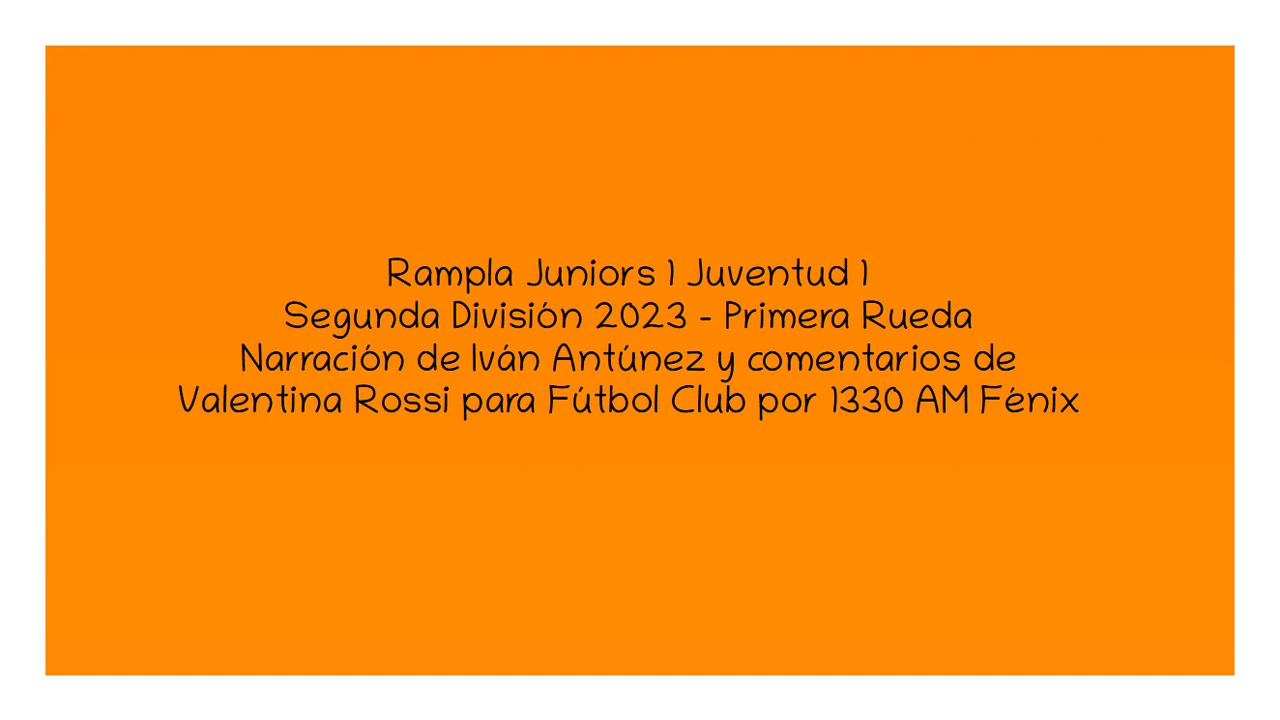 Rampla Juniors 1 Juventud 1
Segunda División 2023 - Primera Rueda
Narración de Iván Antúnez y comentarios de
Valentina Rossi para Fútbol Club por 1330 AM Fénix